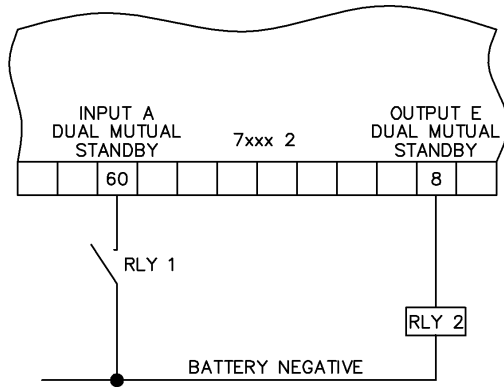 INPUT A
DUAL MUTUAL
STANDBY
7xxx 2
OUTPUT E
DUAL MUTUAL
STANDBY
60
8
RLY 1
RLY 2
BATTERY NEGATIVE